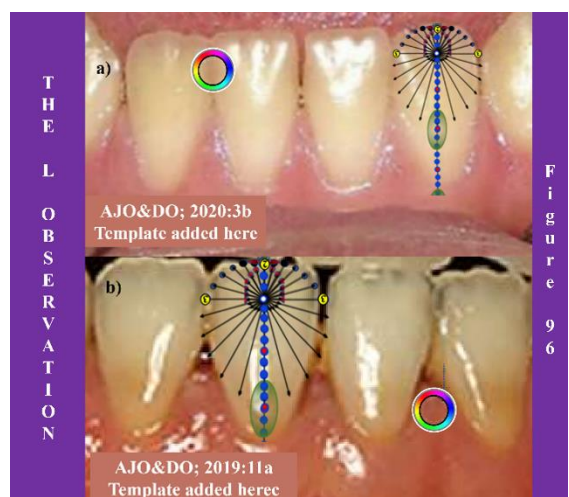 THE L OBSERVATION
a)
AJO&DO; 2020:3b
Template added here
b)
AJO&DO; 2019:11a
Template added herec
Figure 96